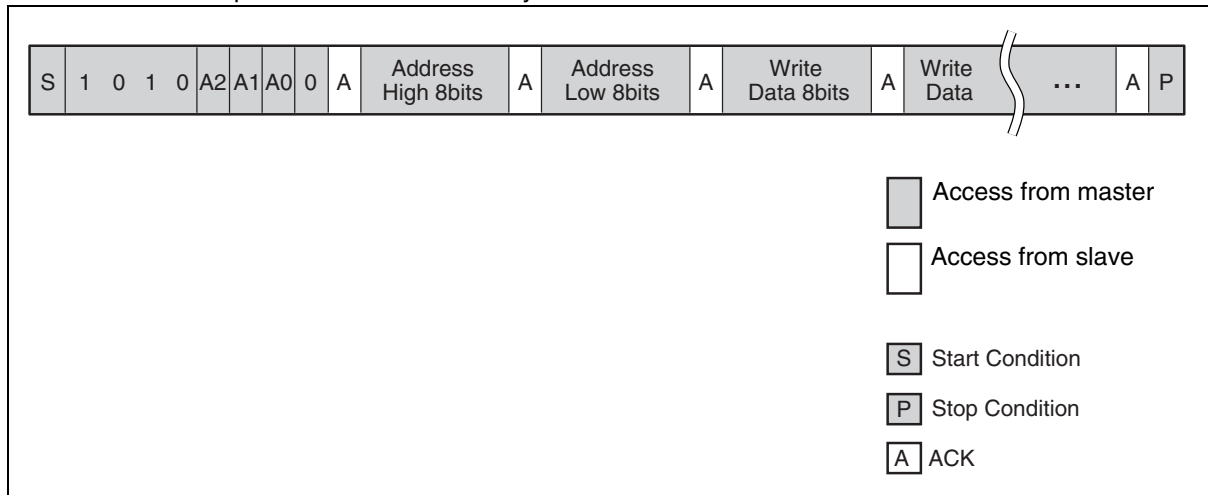 S 1 0 1 0 A2 A1 A0 0 A Address High 8bits A Address Low 8bits A Write Data 8bits A Write Data ... A P
Access from master
Access from slave
S Start Condition
P Stop Condition
A ACK